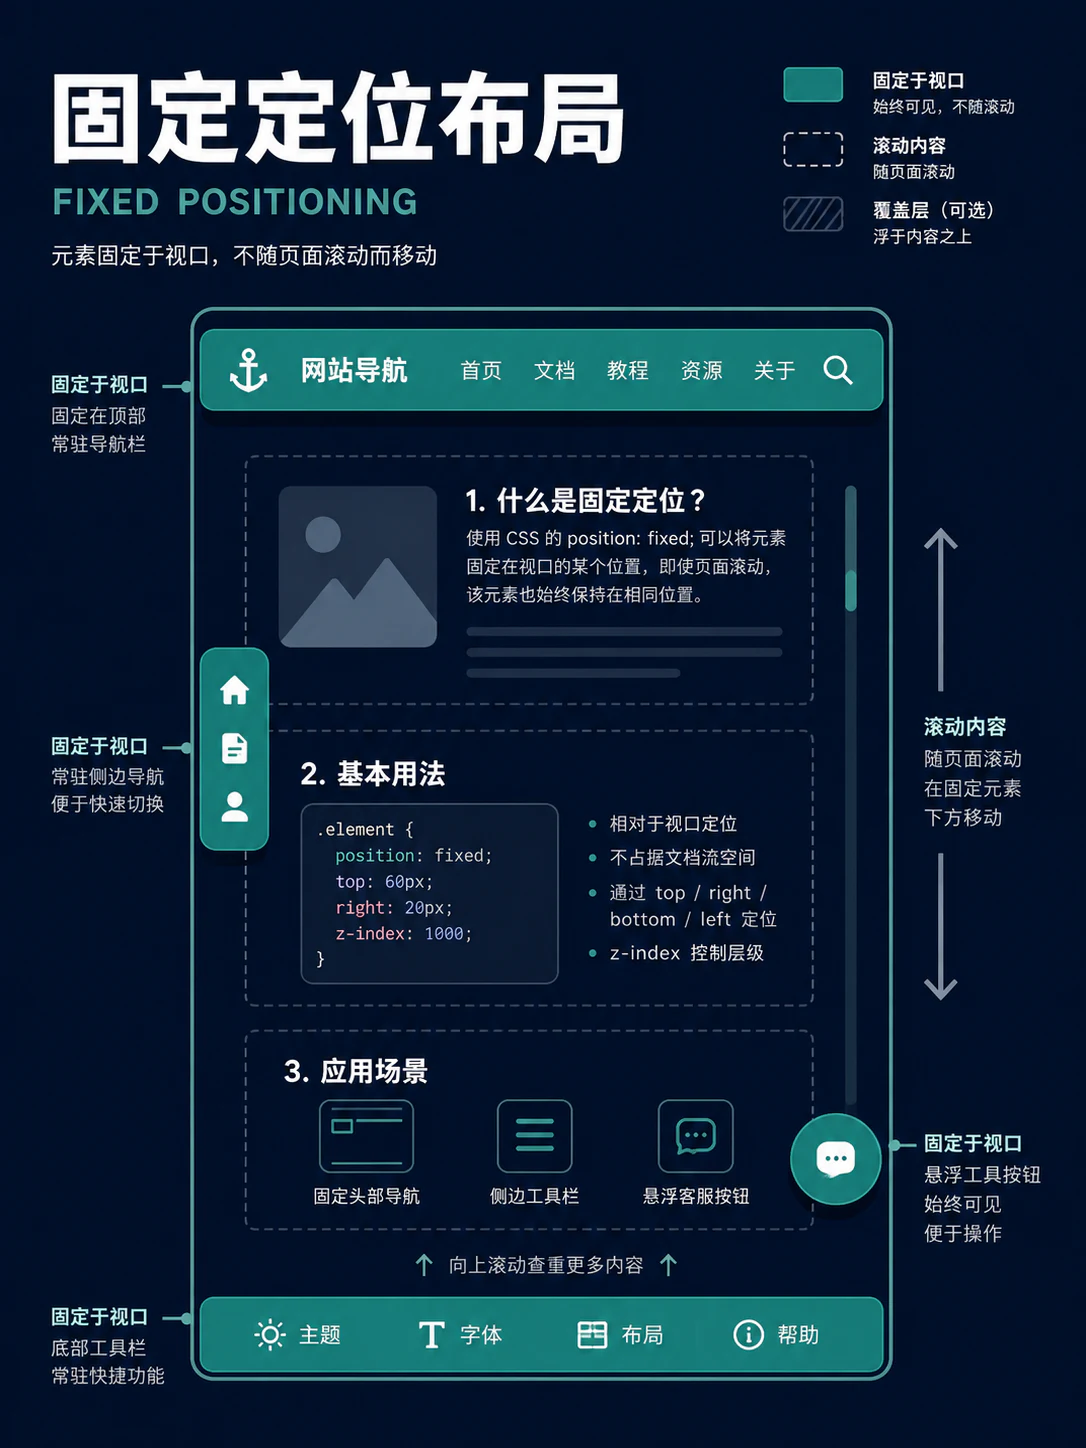 固定定位布局
FIXED POSITIONING
元素固定于视口，不随页面滚动而移动
固定于视口
始终可见，不随滚动
滚动内容
随页面滚动
覆盖层（可选）
浮于内容之上
网站导航 首页 文档 教程 资源 关于
固定于视口
固定在顶部
常驻导航栏
1. 什么是固定定位？
使用 CSS 的 position: fixed; 可以将元素
固定在视口的某个位置，即使页面滚动，
该元素也始终保持在相同位置。
固定于视口
常驻侧边导航
便于快速切换
滚动内容
随页面滚动
在固定元素
下方移动
2. 基本用法
.element {
position: fixed;
top: 60px;
right: 20px;
z-index: 1000;
}
相对于视口定位
不占据文档流空间
通过 top / right /
bottom / left 定位
z-index 控制层级
3. 应用场景
固定头部导航 侧边工具栏 悬浮客服按钮
固定于视口
悬浮工具按钮
始终可见
便于操作
↑ 向上滚动查重更多内容 ↑
固定于视口
底部工具栏
常驻快捷功能
主题 字体 布局 帮助